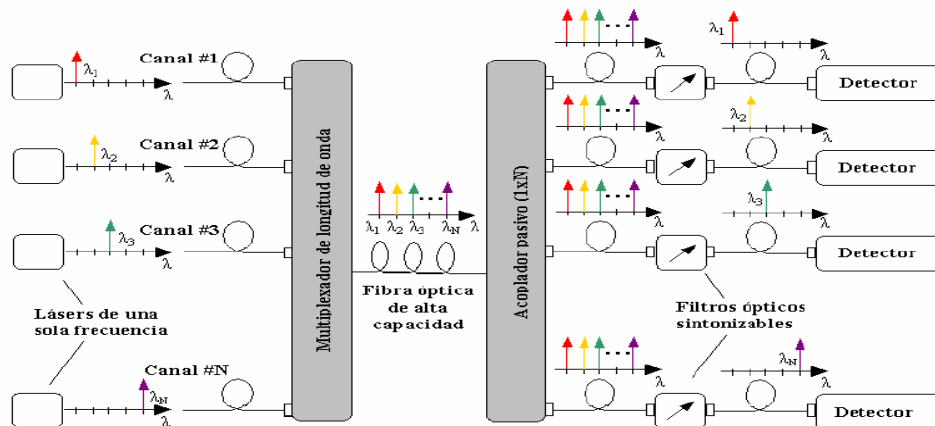 Canal #1
λ1
λ
Canal #2
λ2
λ
Canal #3
λ3
λ
Lásers de una
sola frecuencia
Canal #N
λN
λ
Multiplexador de longitud de onda
λ1 λ2 λ3 λN λ
Fibra óptica
de alta
capacidad
Acoplador pasivo (1xN)
λ
λ1
λ
Detector
λ
λ2
λ
Detector
λ
λ3
λ
Detector
Filtros ópticos
sintonizables
λ
λN
λ
Detector